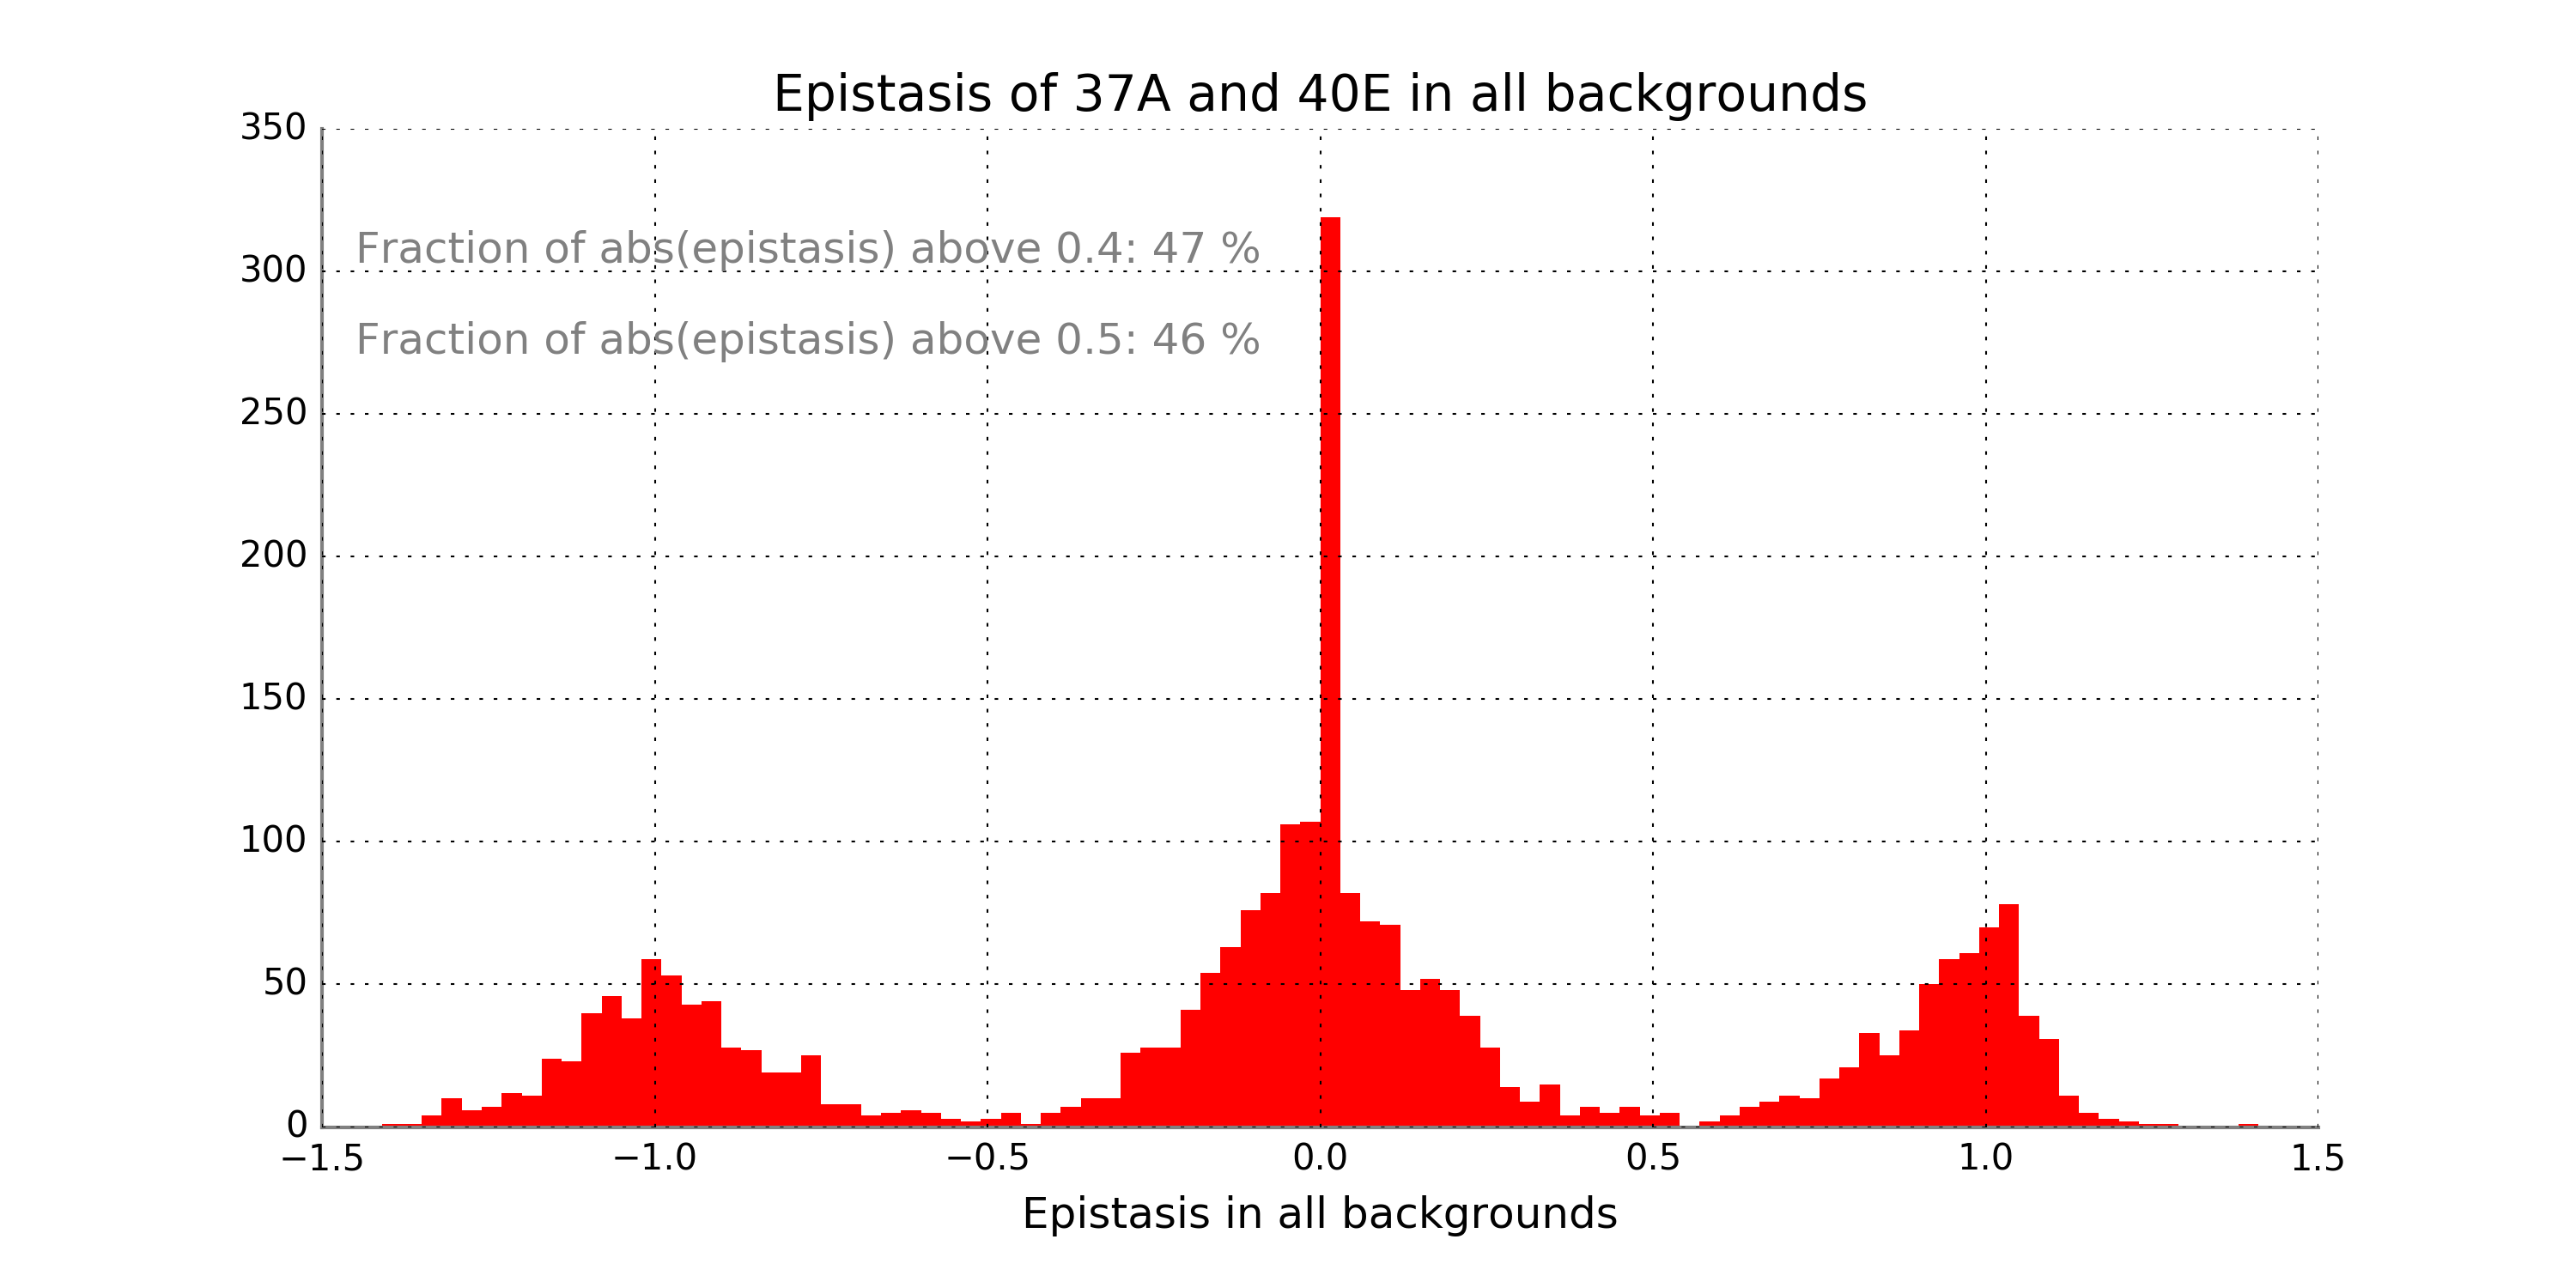 Epistasis of 37A and 40E in all backgrounds
350
300
250
200
150
100
50
0
Fraction of abs(epistasis) above 0.4: 47 %
Fraction of abs(epistasis) above 0.5: 46 %
−1.5 −1.0 −0.5 0.0 0.5 1.0 1.5
Epistasis in all backgrounds